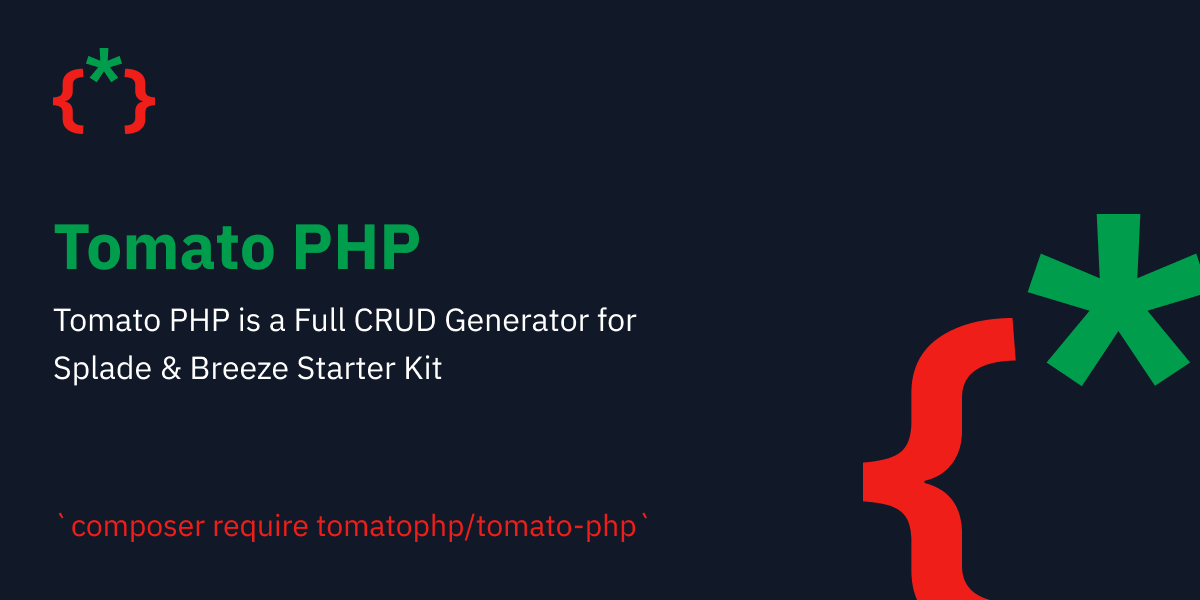 {*}
Tomato PHP
Tomato PHP is a Full CRUD Generator for
Splade & Breeze Starter Kit
`composer require tomatophp/tomato-php`